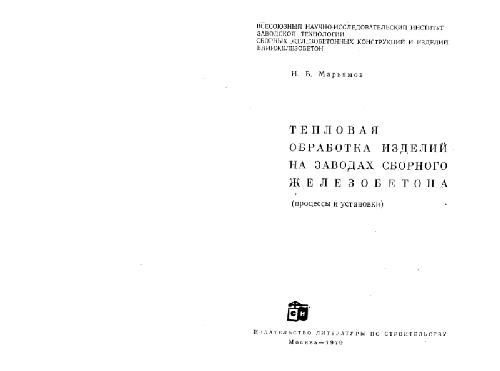 ВСЕСОЮЗНЫЙ НАУЧНО-ИССЛЕДОВАТЕЛЬСКИЙ ИНСТИТУТ
ЗАВОДСКОЙ ТЕХНОЛОГИИ
СБОРНЫХ ЖЕЛЕЗОБЕТОННЫХ КОНСТРУКЦИЙ И ИЗДЕЛИЙ
ВНИИЖЕЛЕЗОБЕТОН
Н. Б. Марьямов
ТЕПЛОВАЯ
ОБРАБОТКА ИЗДЕЛИЙ
НА ЗАВОДАХ СБОРНОГО
ЖЕЛЕЗОБЕТОНА
(процессы и установки)
СИ
ИЗДАТЕЛЬСТВО ЛИТЕРАТУРЫ ПО СТРОИТЕЛЬСТВУ
Москва—1970